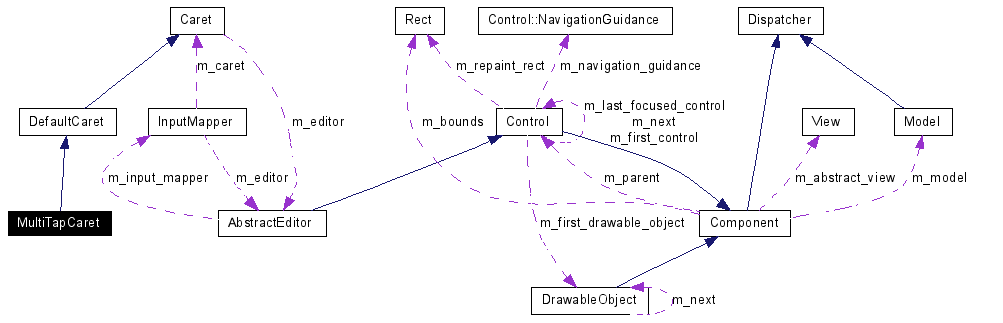 Caret
Rect
Control::NavigationGuidance
Dispatcher
m_caret
m_repaint_rect
m_navigation_guidance
m_last_focused_control
m_next
m_first_control
DefaultCaret
InputMapper
m_editor
m_bounds
Control
View
Model
m_input_mapper
m_editor
m_parent
m_abstract_view
m_model
MultiTapCaret
AbstractEditor
m_first_drawable_object
Component
DrawableObject
m_next